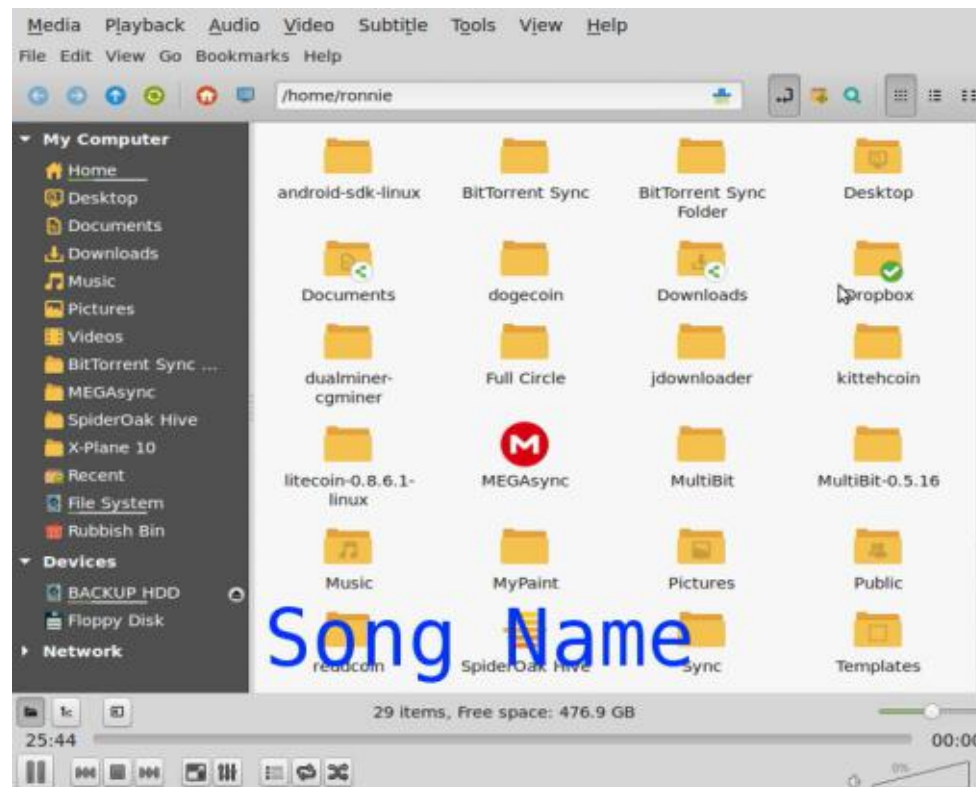 Media Playback Audio Video Subtitle Tools View Help
File Edit View Go Bookmarks Help
/home/ronnie
My Computer
Home
Desktop
Documents
Downloads
Music
Pictures
Videos
BitTorrent Sync ...
MEGAsync
SpiderOak Hive
X-Plane 10
Recent
File System
Rubbish Bin
Devices
BACKUP HDD
Floppy Disk
Network
android-sdk-linux BitTorrent Sync BitTorrent Sync Desktop
Folder
Documents dogecoin Downloads Dropbox
dualminer- Full Circle jdownloader kittehcoin
cgminer
litecoin-0.8.6.1- MEGAsync MultiBit MultiBit-0.5.16
linux
Music MyPaint Pictures Public
Song Name
reddcoin SpiderOak Hive Sync Templates
29 items, Free space: 476.9 GB
25:44 00:00
0%